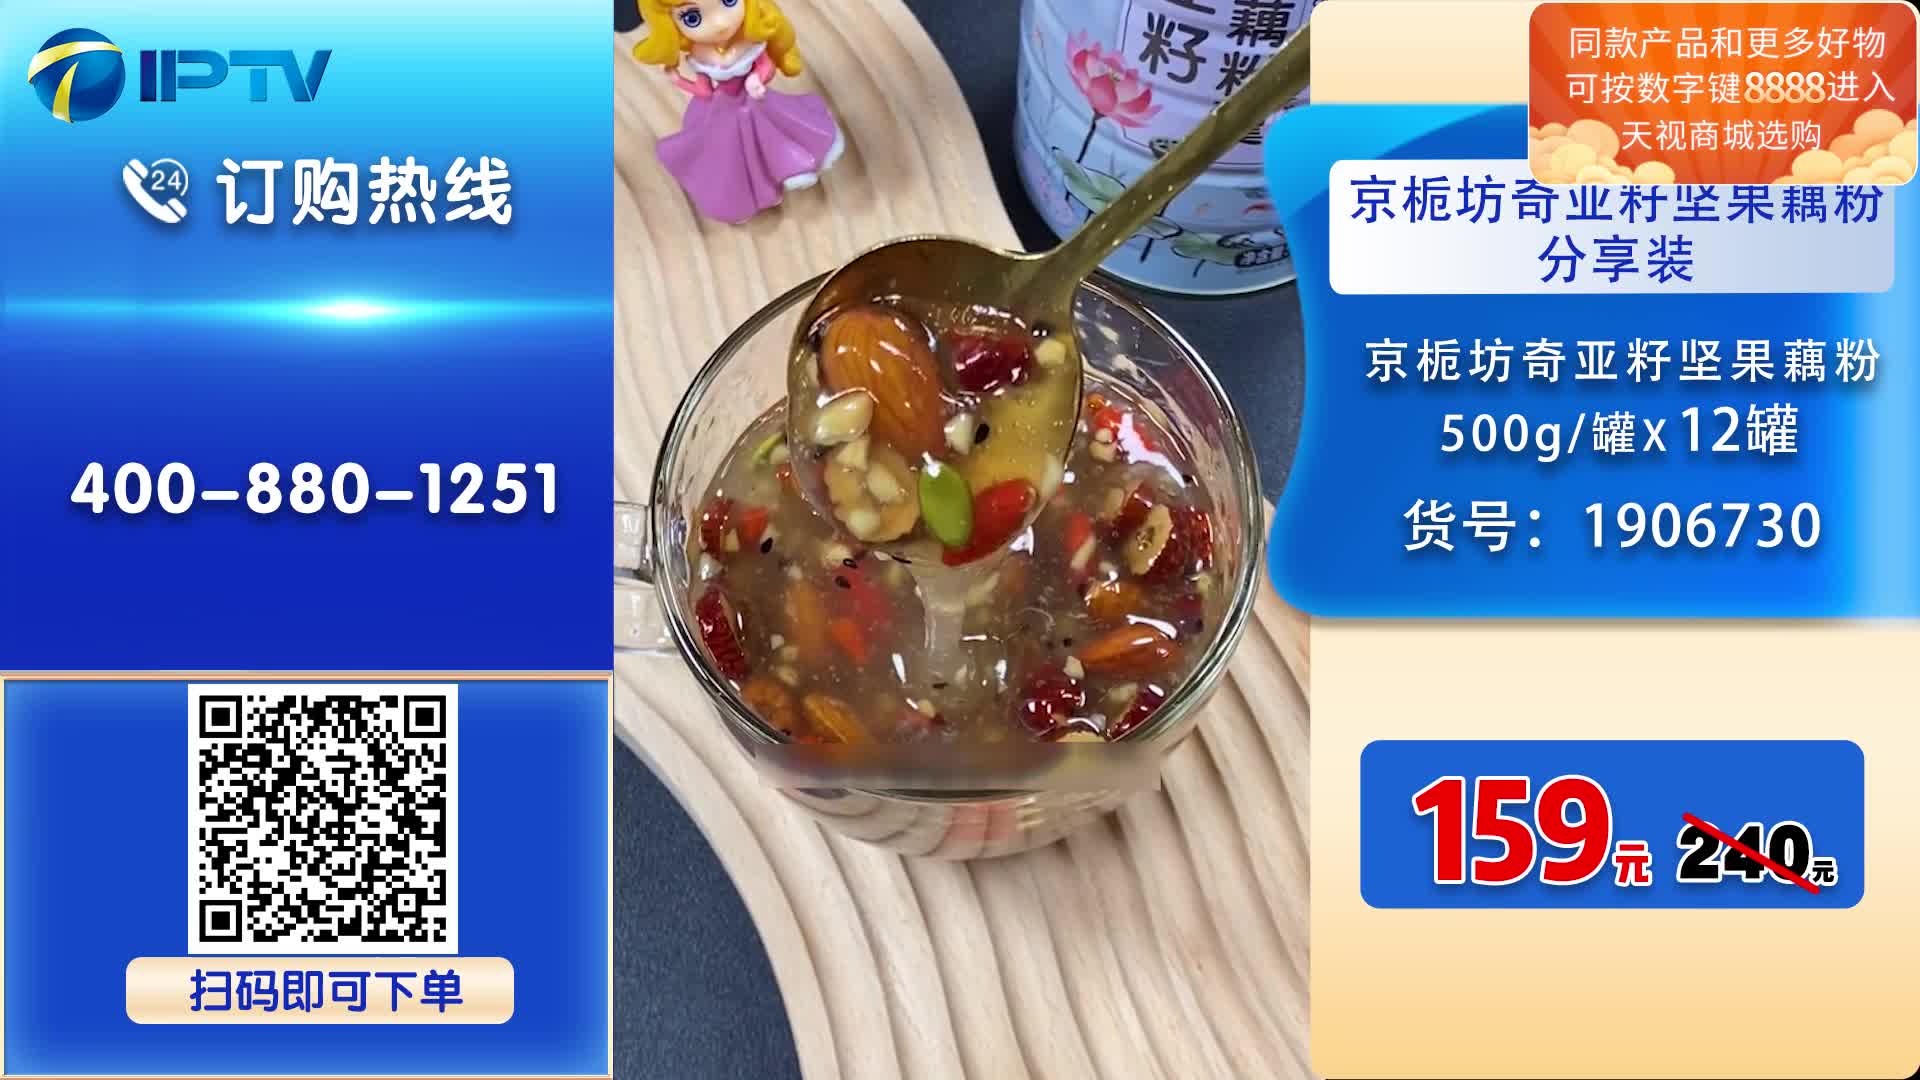 IPTV
24
订购热线
400-880-1251
扫码即可下单
籽
藕
粉
同款产品和更多好物
可按数字键8888进入
天视商城选购
京栀坊奇亚籽坚果藕粉
分享装
京栀坊奇亚籽坚果藕粉
500g/罐x12罐
货号：1906730
159元 240元